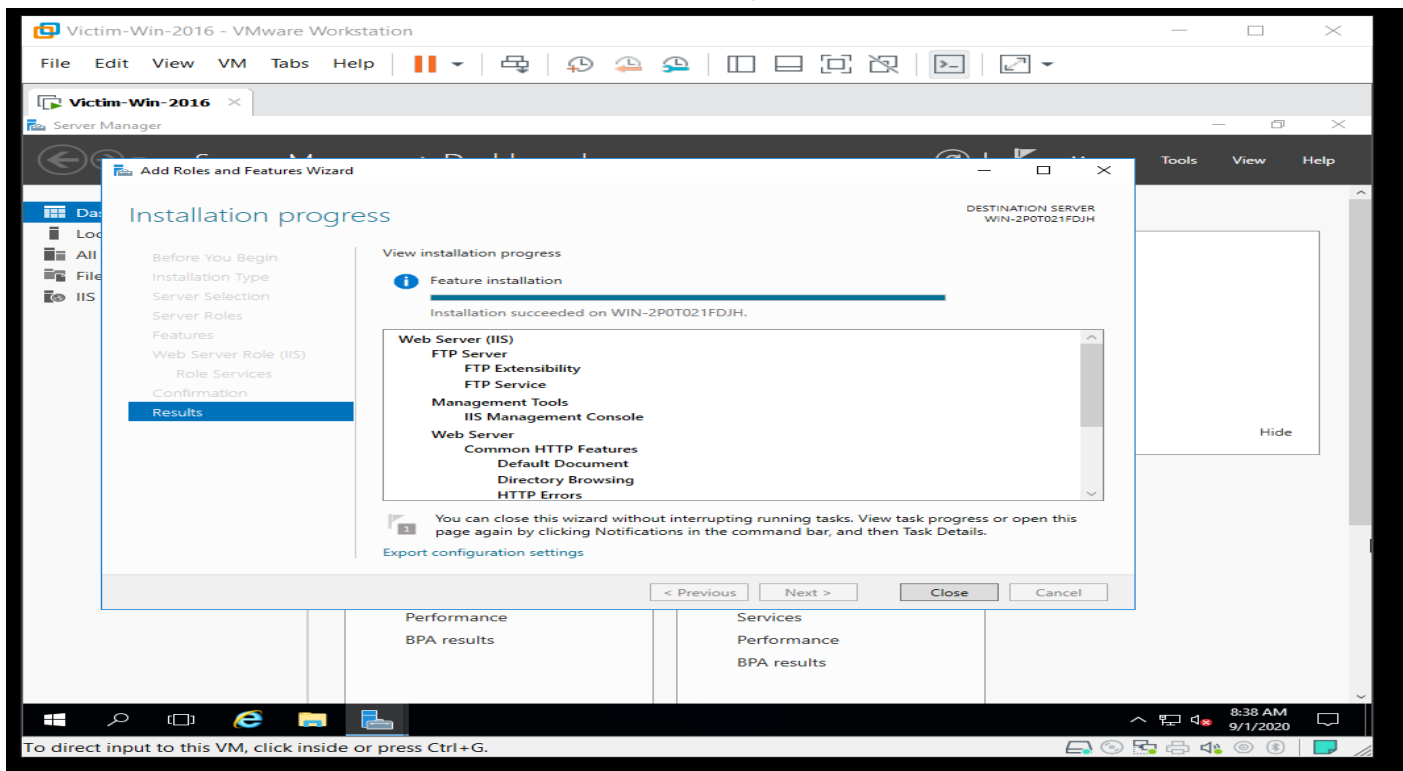 Victim-Win-2016 - VMware Workstation
File Edit View VM Tabs Help
Victim-Win-2016
Server Manager
Tools View Help
Add Roles and Features Wizard
Installation progress
DESTINATION SERVER
WIN-2P0T021FDJH
Before You Begin
Installation Type
Server Selection
Server Roles
Features
Web Server Role (IIS)
Role Services
Confirmation
Results
View installation progress
Feature installation
Installation succeeded on WIN-2P0T021FDJH.
Web Server (IIS)
FTP Server
FTP Extensibility
FTP Service
Management Tools
IIS Management Console
Web Server
Common HTTP Features
Default Document
Directory Browsing
HTTP Errors
1
You can close this wizard without interrupting running tasks. View task progress or open this
page again by clicking Notifications in the command bar, and then Task Details.
Export configuration settings
< Previous Next > Close Cancel
Da
Loc
All
File
IIS
Hide
Performance
BPA results
Services
Performance
BPA results
8:38 AM
9/1/2020
To direct input to this VM, click inside or press Ctrl+G.